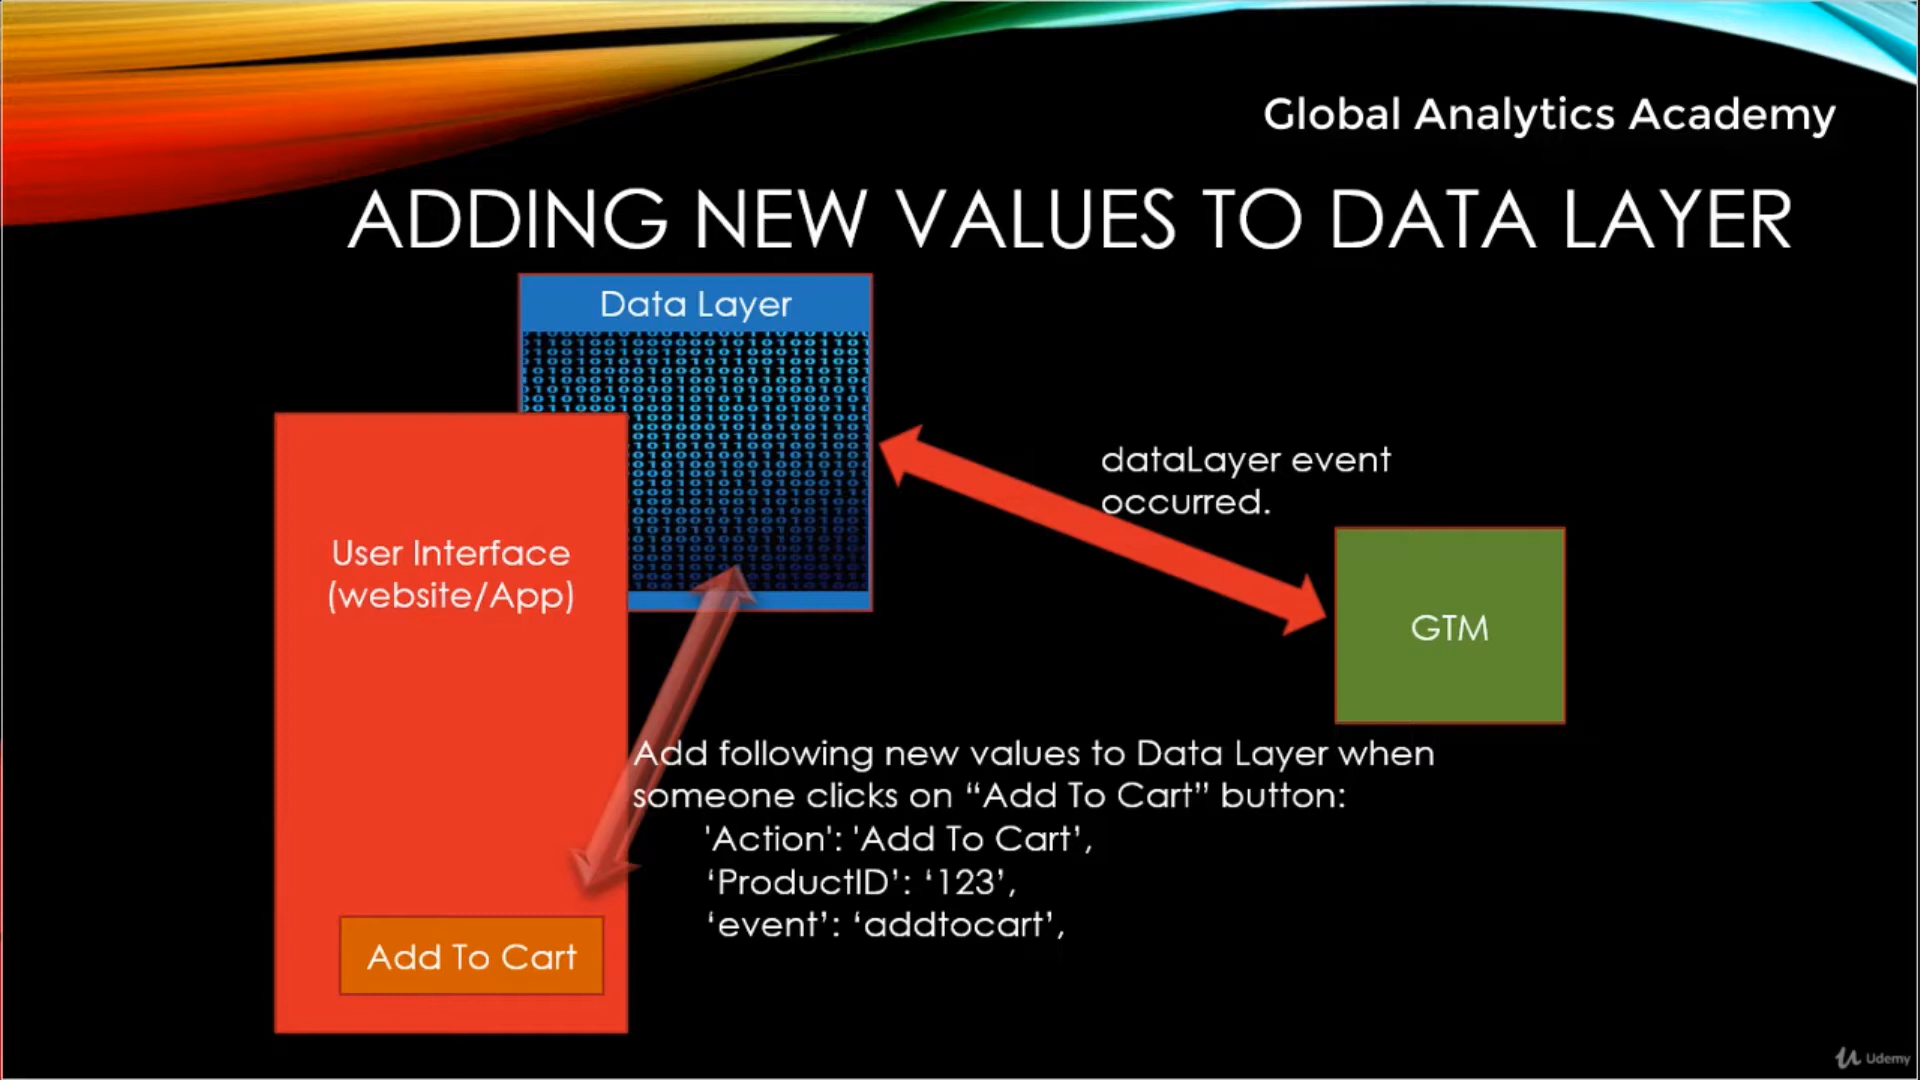 Global Analytics Academy
ADDING NEW VALUES TO DATA LAYER
Data Layer
dataLayer event
occurred.
User Interface
(website/App)
GTM
Add following new values to Data Layer when
someone clicks on “Add To Cart” button:
'Action': 'Add To Cart’,
‘ProductID’: ‘123’,
‘event’: ‘addtocart’,
Add To Cart
Udemy